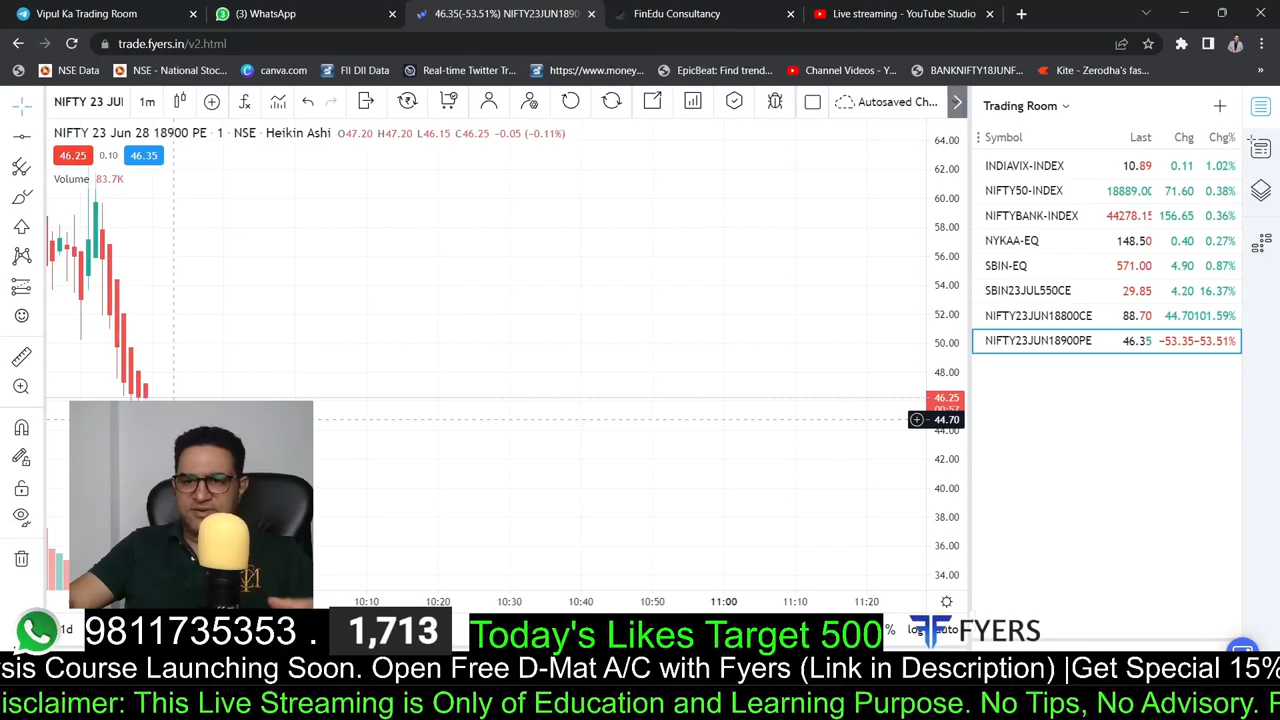 Vipul Ka Trading Room
(3) WhatsApp
46.35(-53.51%) NIFTY23JUN1890
FinEdu Consultancy
Live streaming - YouTube Studio
trade.fyers.in/v2.html
NSE Data
NSE - National Stoc...
canva.com
FII DII Data
Real-time Twitter Tr...
https://www.money...
EpicBeat: Find trend...
Channel Videos - Y...
BANKNIFTY18JUNF...
Kite - Zerodha's fas...
»
NIFTY 23 JUI
1m
Autosaved Ch...
Trading Room
NIFTY 23 Jun 28 18900 PE · 1 · NSE · Heikin Ashi O47.20 H47.20 L46.15 C46.25 −0.05 (−0.11%)
46.25 0.10 46.35
Volume 83.7K
64.00
62.00
60.00
58.00
56.00
54.00
52.00
50.00
48.00
46.25
00:57
44.70
44.00
42.00
40.00
38.00
36.00
34.00
Symbol Last Chg Chg%
INDIAVIX-INDEX 10.89 0.11 1.02%
NIFTY50-INDEX 18889.00 71.60 0.38%
NIFTYBANK-INDEX 44278.15 156.65 0.36%
NYKAA-EQ 148.50 0.40 0.27%
SBIN-EQ 571.00 4.90 0.87%
SBIN23JUL550CE 29.85 4.20 16.37%
NIFTY23JUN18800CE 88.70 44.70 101.59%
NIFTY23JUN18900PE 46.35 −53.35 −53.51%
10:10 10:20 10:30 10:40 10:50 11:00 11:10 11:20
1d
% log auto
9811735353 .
1,713
Today's Likes Target 500
FYERS
ysis Course Launching Soon. Open Free D-Mat A/C with Fyers (Link in Description) |Get Special 15%
isclaimer: This Live Streaming is Only of Education and Learning Purpose. No Tips, No Advisory.